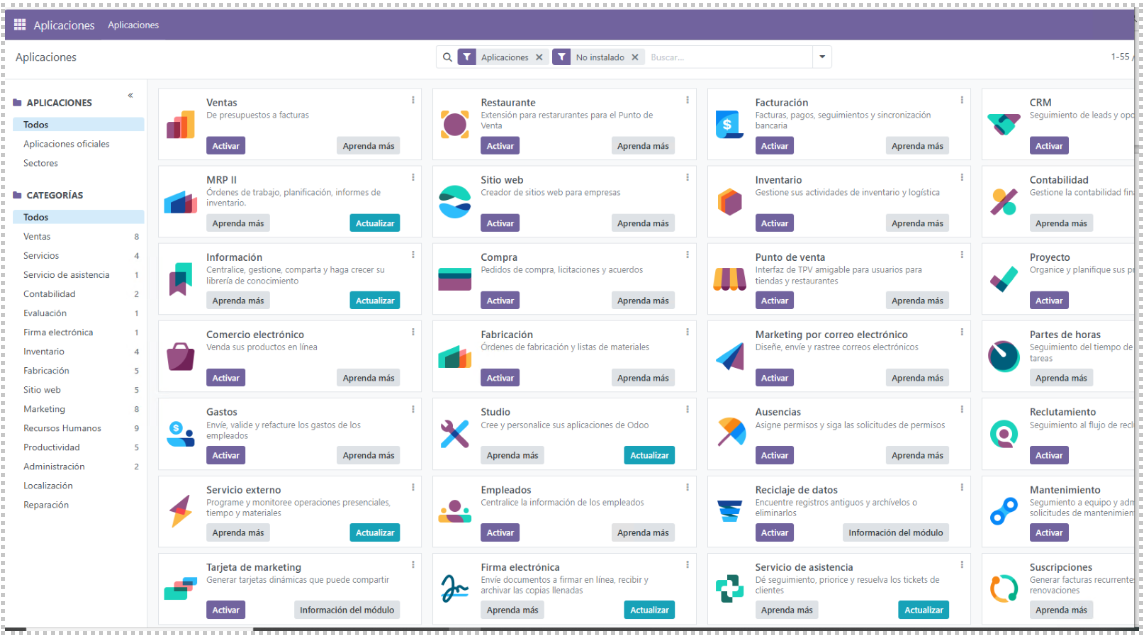 Aplicaciones Aplicaciones
Aplicaciones
Aplicaciones No instalado Buscar...
1-55 /
APLICACIONES
Todos
Aplicaciones oficiales
Sectores
CATEGORÍAS
Todos
Ventas 8
Servicios 4
Servicio de asistencia 1
Contabilidad 2
Evaluación 1
Firma electrónica 1
Inventario 4
Fabricación 5
Sitio web 5
Marketing 8
Recursos Humanos 9
Productividad 5
Administración 2
Localización
Reparación
Ventas
De presupuestos a facturas
Activar Aprenda más
Restaurante
Extensión para restaurantes para el Punto de
Venta
Activar Aprenda más
Facturación
Facturas, pagos, seguimientos y sincronización
bancaria
Activar Aprenda más
CRM
Seguimiento de leads y opo
Activar
MRP II
Órdenes de trabajo, planificación, informes de
inventario.
Aprenda más Actualizar
Sitio web
Creador de sitios web para empresas
Activar Aprenda más
Inventario
Gestione sus actividades de inventario y logística
Activar Aprenda más
Contabilidad
Gestione la contabilidad fin
Aprenda más
Información
Centralice, gestione, comparta y haga crecer su
librería de conocimiento
Aprenda más Actualizar
Compra
Pedidos de compra, licitaciones y acuerdos
Activar Aprenda más
Punto de venta
Interfaz de TPV amigable para usuarios para
tiendas y restaurantes
Activar Aprenda más
Proyecto
Organice y planifique sus pr
Activar
Comercio electrónico
Venda sus productos en línea
Activar Aprenda más
Fabricación
Órdenes de fabricación y listas de materiales
Activar Aprenda más
Marketing por correo electrónico
Diseñe, envíe y rastree correos electrónicos
Activar Aprenda más
Partes de horas
Seguimiento del tiempo de
tareas
Aprenda más
Gastos
Envíe, valide y refacture los gastos de los
empleados
Activar Aprenda más
Studio
Cree y personalice sus aplicaciones de Odoo
Aprenda más Actualizar
Ausencias
Asigne permisos y siga las solicitudes de permisos
Activar Aprenda más
Reclutamiento
Seguimiento al flujo de recl
Activar
Servicio externo
Programe y monitoree operaciones presenciales,
tiempo y materiales
Aprenda más Actualizar
Empleados
Centralice la información de los empleados
Activar Aprenda más
Reciclaje de datos
Encuentre registros antiguos y archívelos o
elimínarlos
Activar Información del módulo
Mantenimiento
Seguimiento a equipo y adm
solicitudes de mantenimien
Activar
Tarjeta de marketing
Generar tarjetas dinámicas que puede compartir
Activar Información del módulo
Firma electrónica
Envíe documentos a firmar en línea, recibir y
archivar las copias llenadas
Aprenda más Actualizar
Servicio de asistencia
Dé seguimiento, priorice y resuelva los tickets de
clientes
Aprenda más Actualizar
Suscripciones
Generar facturas recurrente
renovaciones
Aprenda más